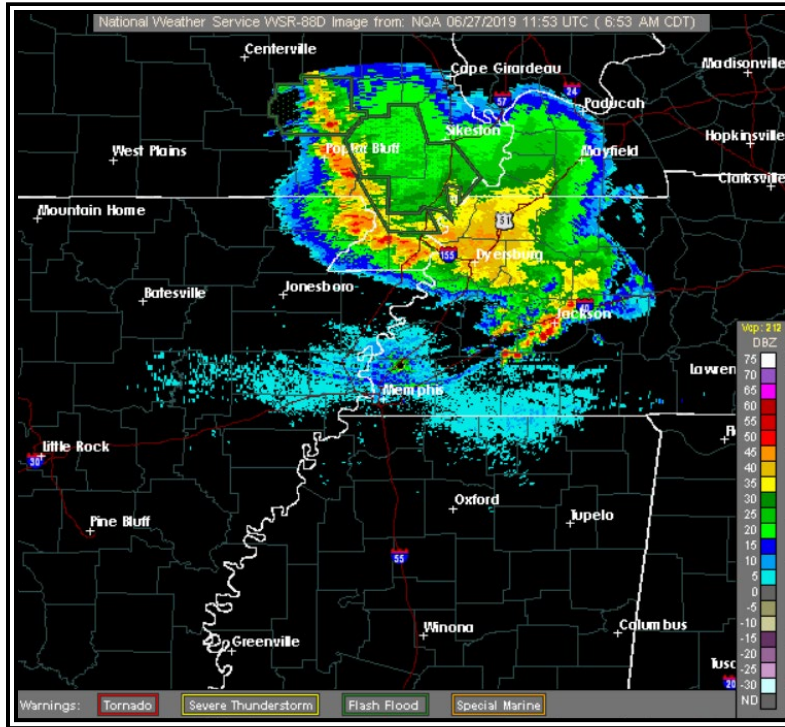 National Weather Service WSR-88D Image from: NQA 06/27/2019 11:53 UTC ( 6:53 AM CDT)
Centerville
Cape Girardeau
Madisonville
24
57
Paducah
Sikeston
Hopkinsville
West Plains
Poplar Bluff
Mayfield
Clarksville
Mountain Home
51
155
Dyersburg
Jonesboro
Batesville
40
Jackson
Vcp: 212
DBZ
75
70
65
60
55
50
45
40
35
30
25
20
15
10
5
0
-5
-10
-15
-20
-25
-30
ND
Lawren
Memphis
Little Rock
30
Oxford
Tupelo
Pine Bluff
55
Winona
Columbus
Greenville
Tusc
20
Warnings: Tornado Severe Thunderstorm Flash Flood Special Marine